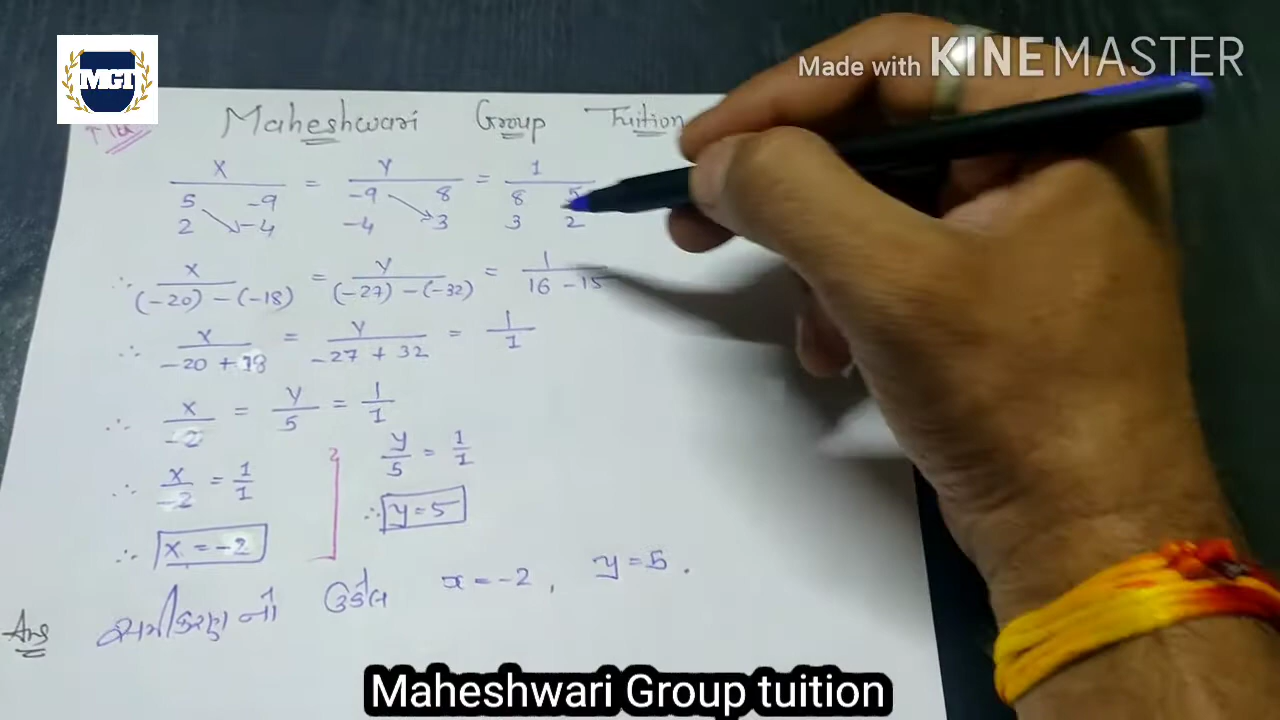 MGT
Made with KINEMASTER
Maheshwari Group Tuition
x / 5 -9 2 -4 = y / -9 8 -4 3 = 1 / 8 5 3 2
∴ x / (-20) - (-18) = y / (-27) - (-32) = 1 / 16 - 15
∴ x / -20 + 18 = y / -27 + 32 = 1 / 1
∴ x / -2 = y / 5 = 1 / 1
∴ x / -2 = 1 / 1
∴ x = -2
y / 5 = 1 / 1
∴ y = 5
Ans સમીકરણ નો ઉકેલ x = -2 , y = 5 .
Maheshwari Group tuition